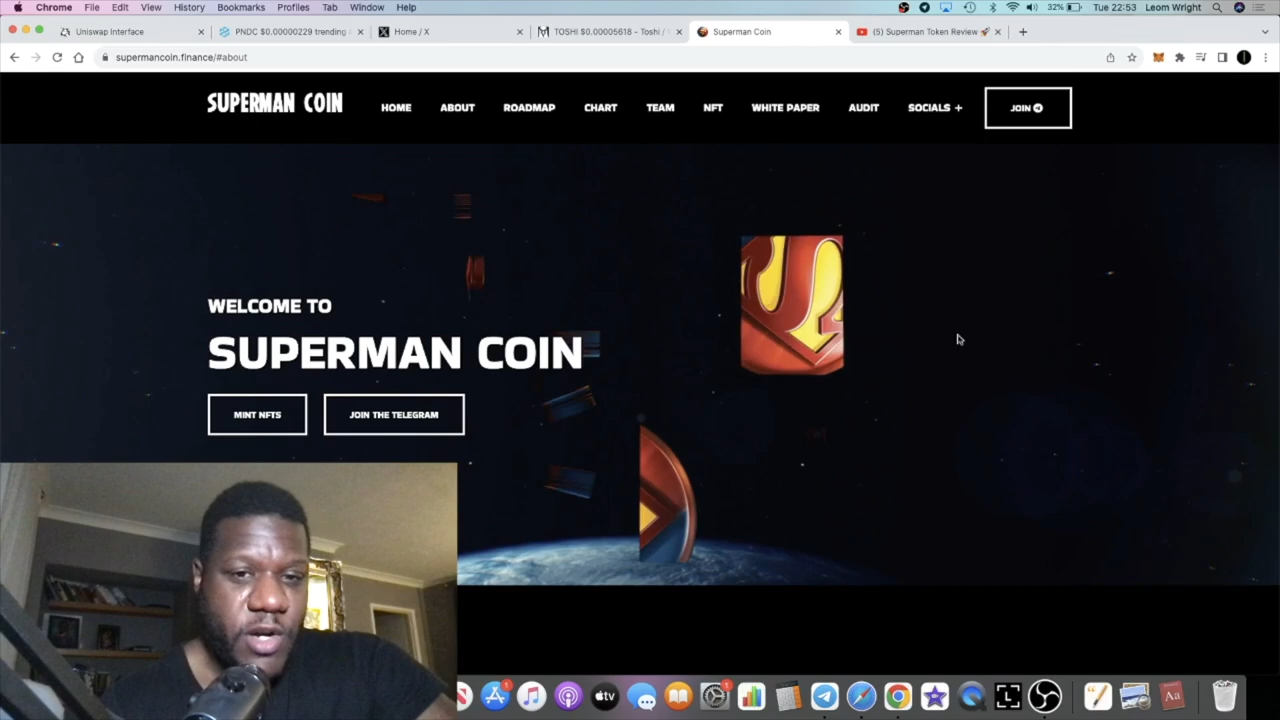 Chrome File Edit View History Bookmarks Profiles Tab Window Help 32% Tue 22:53 Leom Wright
Uniswap Interface
PNDC $0.00000229 trending
Home / X
TOSHI $0.00005618 - Toshi /
Superman Coin
(5) Superman Token Review 🚀
supermancoin.finance/#about
SUPERMAN COIN HOME ABOUT ROADMAP CHART TEAM NFT WHITE PAPER AUDIT SOCIALS + JOIN
WELCOME TO
SUPERMAN COIN
MINT NFTS JOIN THE TELEGRAM
tv
Aa